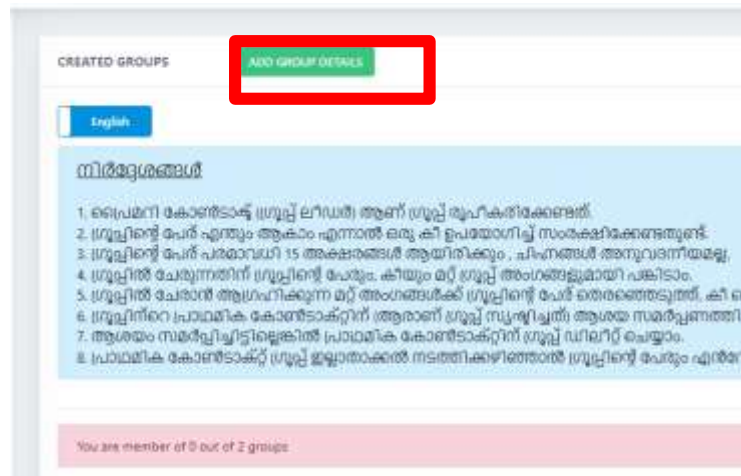 CREATED GROUPS
ADD GROUP DETAILS
English
നിർദ്ദേശങ്ങൾ
1. പ്രൈമറി കോൺടാക്ട് (ഗ്രൂപ്പ് ലീഡർ) ആണ് ഗ്രൂപ്പ് രൂപീകരിക്കേണ്ടത്.
2. ഗ്രൂപ്പിന്റെ പേര് എന്തും ആകാം എന്നാൽ ഒരു കീ ഉപയോഗിച്ച് സംരക്ഷിക്കേണ്ടതുണ്ട്.
3. ഗ്രൂപ്പിന്റെ പേര് പരമാവധി 15 അക്ഷരങ്ങൾ ആയിരിക്കും , ചിഹ്നങ്ങൾ അനുവദനീയമല്ല.
4. ഗ്രൂപ്പിൽ ചേരുന്നതിന് ഗ്രൂപ്പിന്റെ പേരും, കീയും മറ്റ് ഗ്രൂപ്പ് അംഗങ്ങളുമായി പങ്കിടാം.
5. ഗ്രൂപ്പിൽ ചേരാൻ ആഗ്രഹിക്കുന്ന മറ്റ് അംഗങ്ങൾക്ക് ഗ്രൂപ്പിന്റെ പേര് തെരഞ്ഞെടുത്ത്, കീ
6. ഗ്രൂപ്പിന്റെ പ്രാഥമിക കോൺടാക്റ്റിന് (ആരാണ് ഗ്രൂപ്പ് സൃഷ്ടിച്ചത്) ആശയ
7. ആശയം സമർപ്പിച്ചിട്ടില്ലെങ്കിൽ പ്രാഥമിക കോൺടാക്റ്റിന് ഗ്രൂപ്പ് ഡിലീറ്റ് ചെയ്യാം.
8. പ്രാഥമിക കോൺടാക്റ്റ് ഗ്രൂപ്പ് ഇല്ലാതാക്കൽ നടത്തിക്കഴിഞ്ഞാൽ ഗ്രൂപ്പിന്റെ പേരും
You are member of 0 out of 2 groups